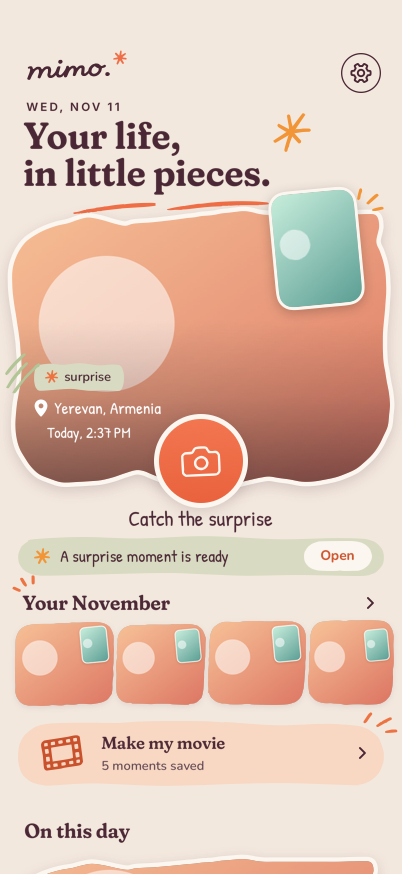 mimo.
WED, NOV 11
Your life,
in little pieces.
surprise
Yerevan, Armenia
Today, 2:37 PM
Catch the surprise
A surprise moment is ready
Open
Your November
Make my movie
5 moments saved
On this day